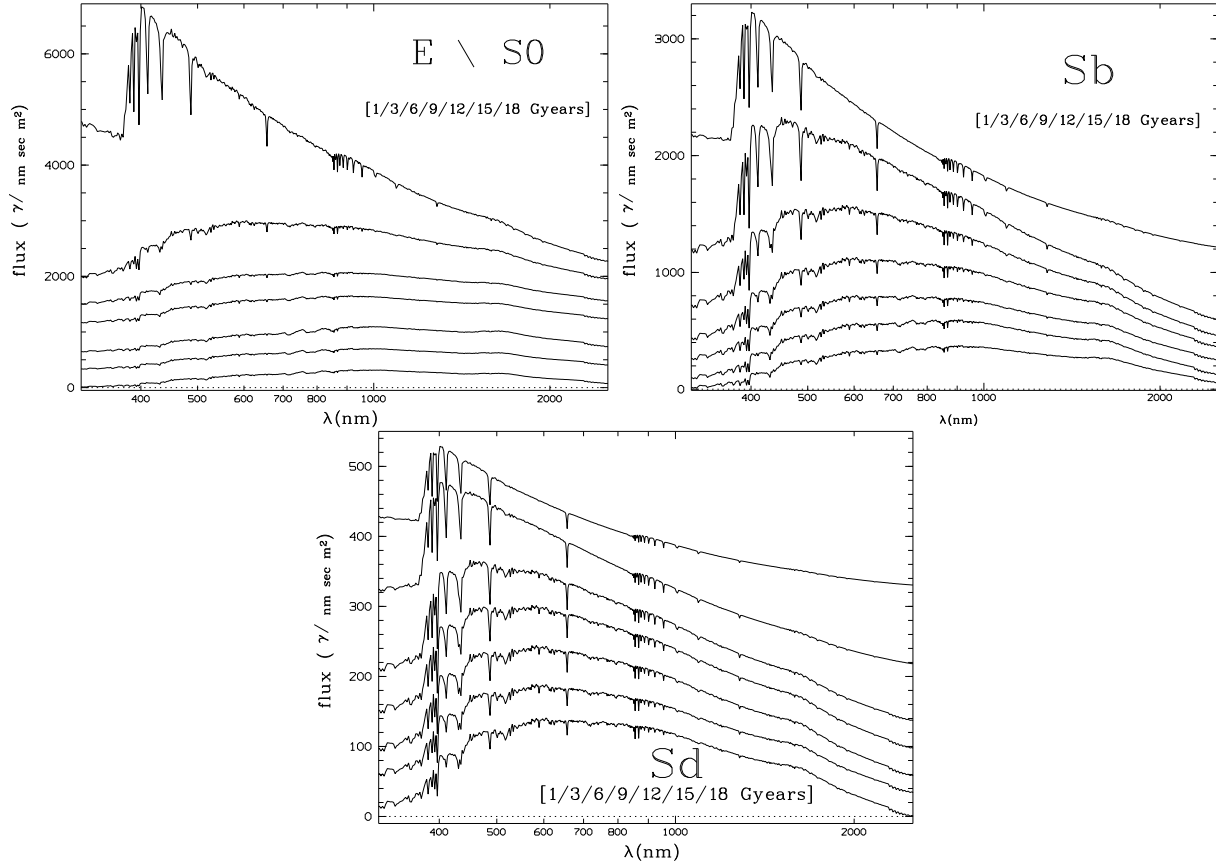 E \ S0
[1/3/6/9/12/15/18 Gyears]
flux ( γ/ nm sec m²)
6000
4000
2000
0
400 500 600 700 800 1000 2000
λ(nm)
Sb
[1/3/6/9/12/15/18 Gyears]
flux ( γ/ nm sec m²)
3000
2000
1000
0
400 500 600 700 800 1000 2000
λ(nm)
flux ( γ/ nm sec m²)
500
400
300
200
100
0
Sd
[1/3/6/9/12/15/18 Gyears]
400 500 600 700 800 1000 2000
λ(nm)